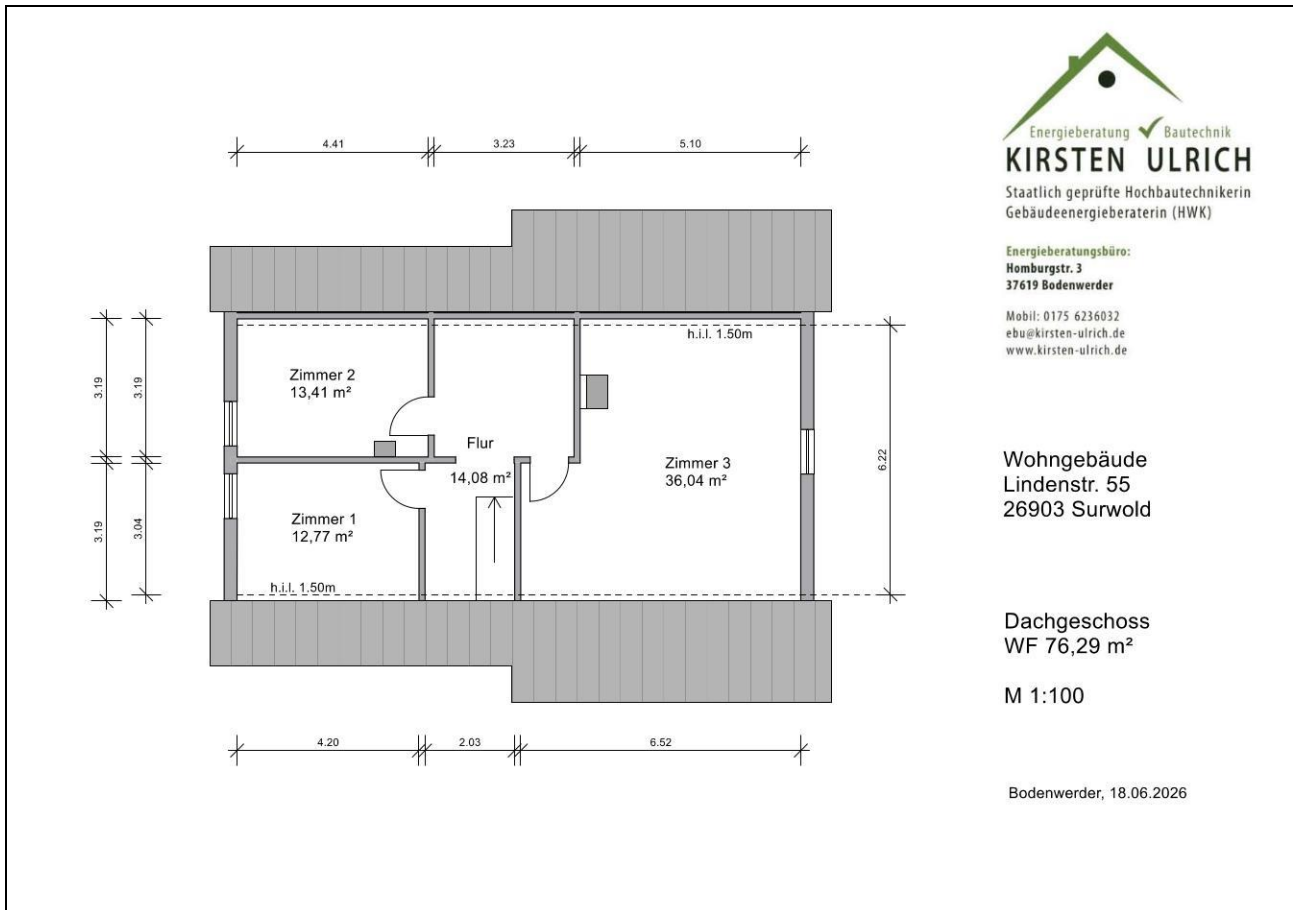 Energieberatung Bautechnik
KIRSTEN ULRICH
Staatlich geprüfte Hochbautechnikerin
Gebäudeenergieberaterin (HWK)
Energieberatungsbüro:
Homburgstr. 3
37619 Bodenwerder
Mobil: 0175 6236032
ebu@kirsten-ulrich.de
www.kirsten-ulrich.de
4.41 3.23 5.10
h.i.l. 1.50m
Zimmer 2
13,41 m²
3.19 3.19
Flur
14,08 m²
Zimmer 3
36,04 m²
6.22
Zimmer 1
12,77 m²
3.19 3.04
h.i.l. 1.50m
4.20 2.03 6.52
Wohngebäude
Lindenstr. 55
26903 Surwold
Dachgeschoss
WF 76,29 m²
M 1:100
Bodenwerder, 18.06.2026